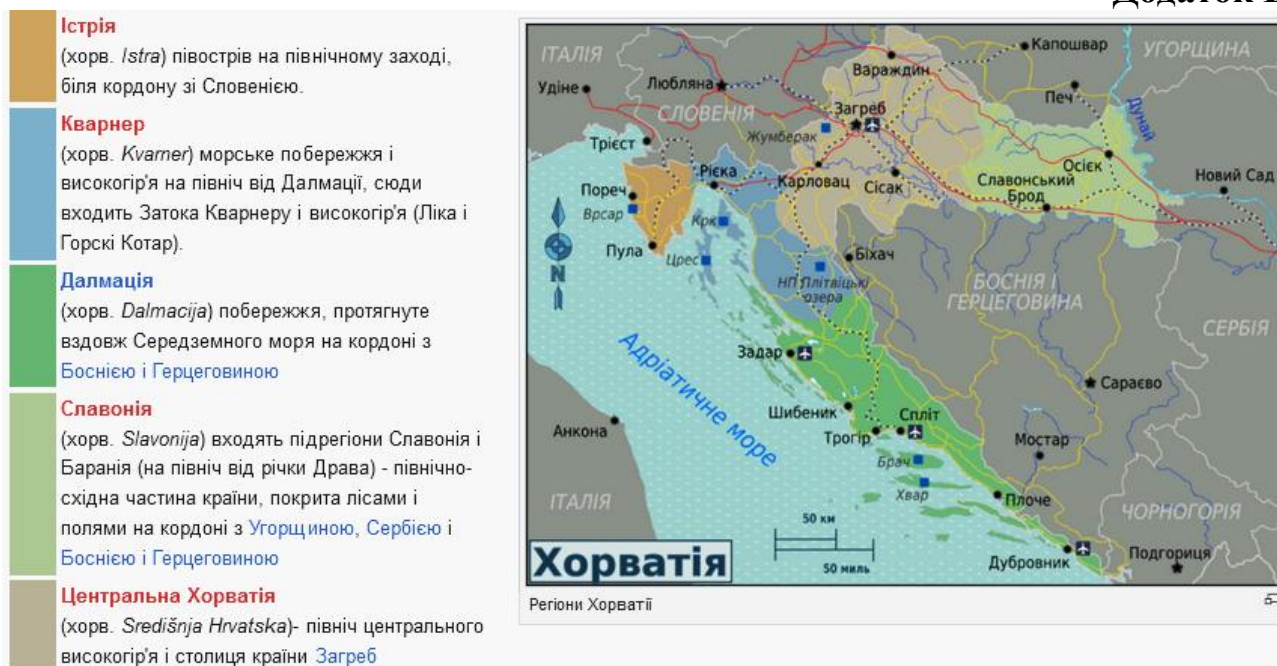 Додаток
Істрія
(хорв. Istra) півострів на північному заході,
біля кордону зі Словенією.
Кварнер
(хорв. Kvarner) морське побережжя і
високогір'я на північ від Далмації, сюди
входить Затока Кварнеру і високогір'я (Ліка і
Горскі Котар).
Далмація
(хорв. Dalmacija) побережжя, протягнуте
вздовж Середземного моря на кордоні з
Боснією і Герцеговиною
Славонія
(хорв. Slavonija) входять підрегіони Славонія і
Баранія (на північ від річки Драва) - північно-
східна частина країни, покрита лісами і
полями на кордоні з Угорщиною, Сербією і
Боснією і Герцеговиною
Центральна Хорватія
(хорв. Središnja Hrvatska)- північ центрального
високогір'я і столиця країни Загреб
ІТАЛІЯ
Капошвар
УГОРЩИНА
Вараждин
Удіне
Любляна
Печ
Дунай
СЛОВЕНІЯ
Загреб
Жумберак
Трієст
Осієк
Рієка
Карловац
Сісак
Славонський
Брод
Новий Сад
Пореч
Врсар
Крк
Пула
Црес
Біхач
N
НП Плітвіцькі
озера
БОСНІЯ І
ГЕРЦЕГОВИНА
СЕРБІЯ
Адріатичне море
Задар
Сараєво
Шибеник
Спліт
Анкона
Трогір
Мостар
Брач
Хвар
ІТАЛІЯ
Плоче
ЧОРНОГОРІЯ
50 км
50 миль
Хорватія
Дубровник
Подгориця
Регіони Хорватії